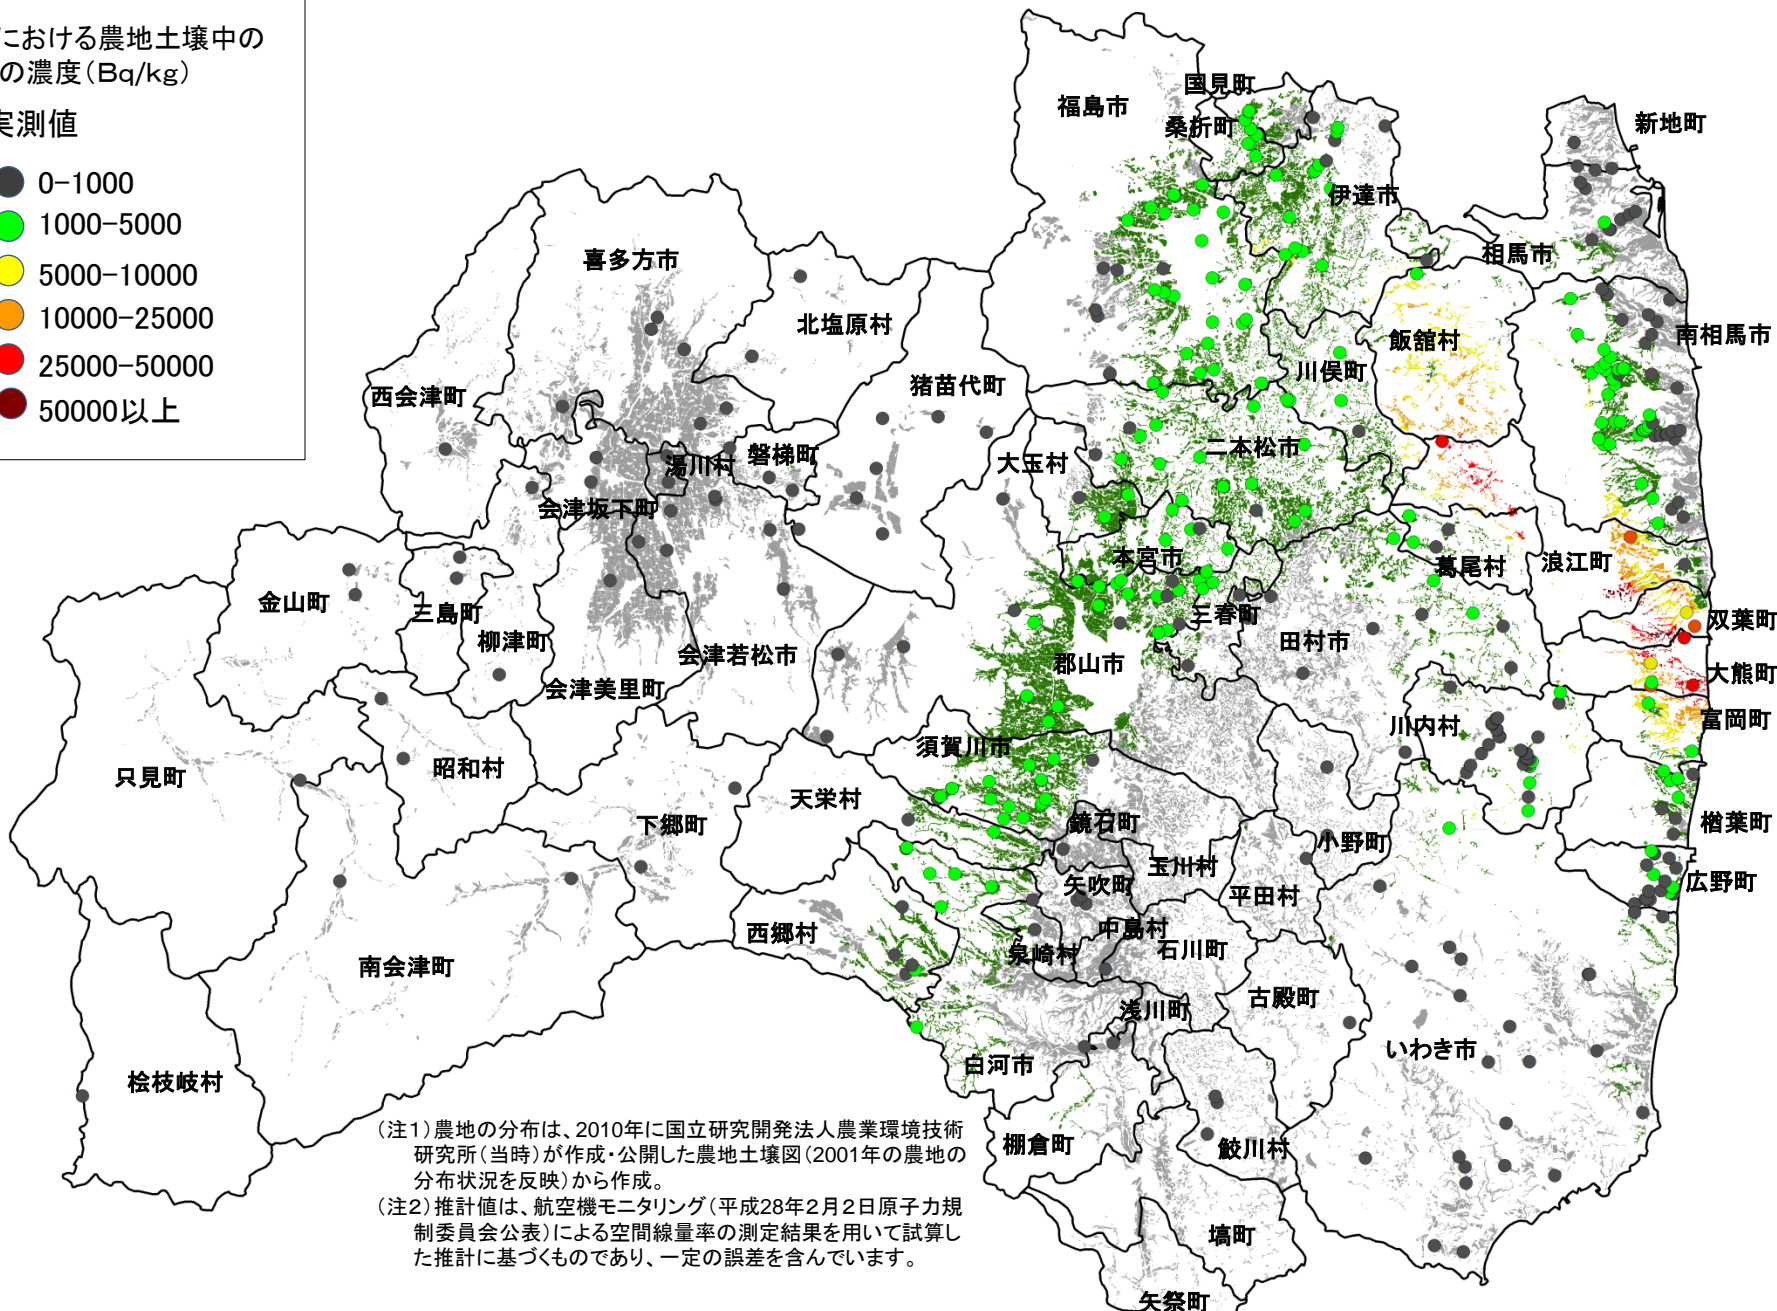 における農地土壌中の
の濃度(Bq/kg)
実測値
0-1000
1000-5000
5000-10000
10000-25000
25000-50000
50000以上
福島市
国見町
桑折町
伊達市
新地町
相馬市
喜多方市
北塩原村
猪苗代町
西会津町
飯舘村
南相馬市
川俣町
二本松市
大玉村
湯川村
磐梯町
会津坂下町
本宮市
葛尾村
浪江町
双葉町
大熊町
富岡町
金山町
三島町
柳津町
会津若松市
会津美里町
三春町
田村市
郡山市
川内村
須賀川市
只見町
昭和村
天栄村
下郷町
鏡石町
小野町
楢葉町
玉川村
矢吹町
平田村
広野町
西郷村
中島村
泉崎村
石川町
南会津町
古殿町
浅川町
いわき市
白河市
桧枝岐村
棚倉町
鮫川村
塙町
矢祭町
(注1)農地の分布は、2010年に国立研究開発法人農業環境技術
研究所(当時)が作成・公開した農地土壌図(2001年の農地の
分布状況を反映)から作成。
(注2)推計値は、航空機モニタリング(平成28年2月2日原子力規
制委員会公表)による空間線量率の測定結果を用いて試算し
た推計に基づくものであり、一定の誤差を含んでいます。